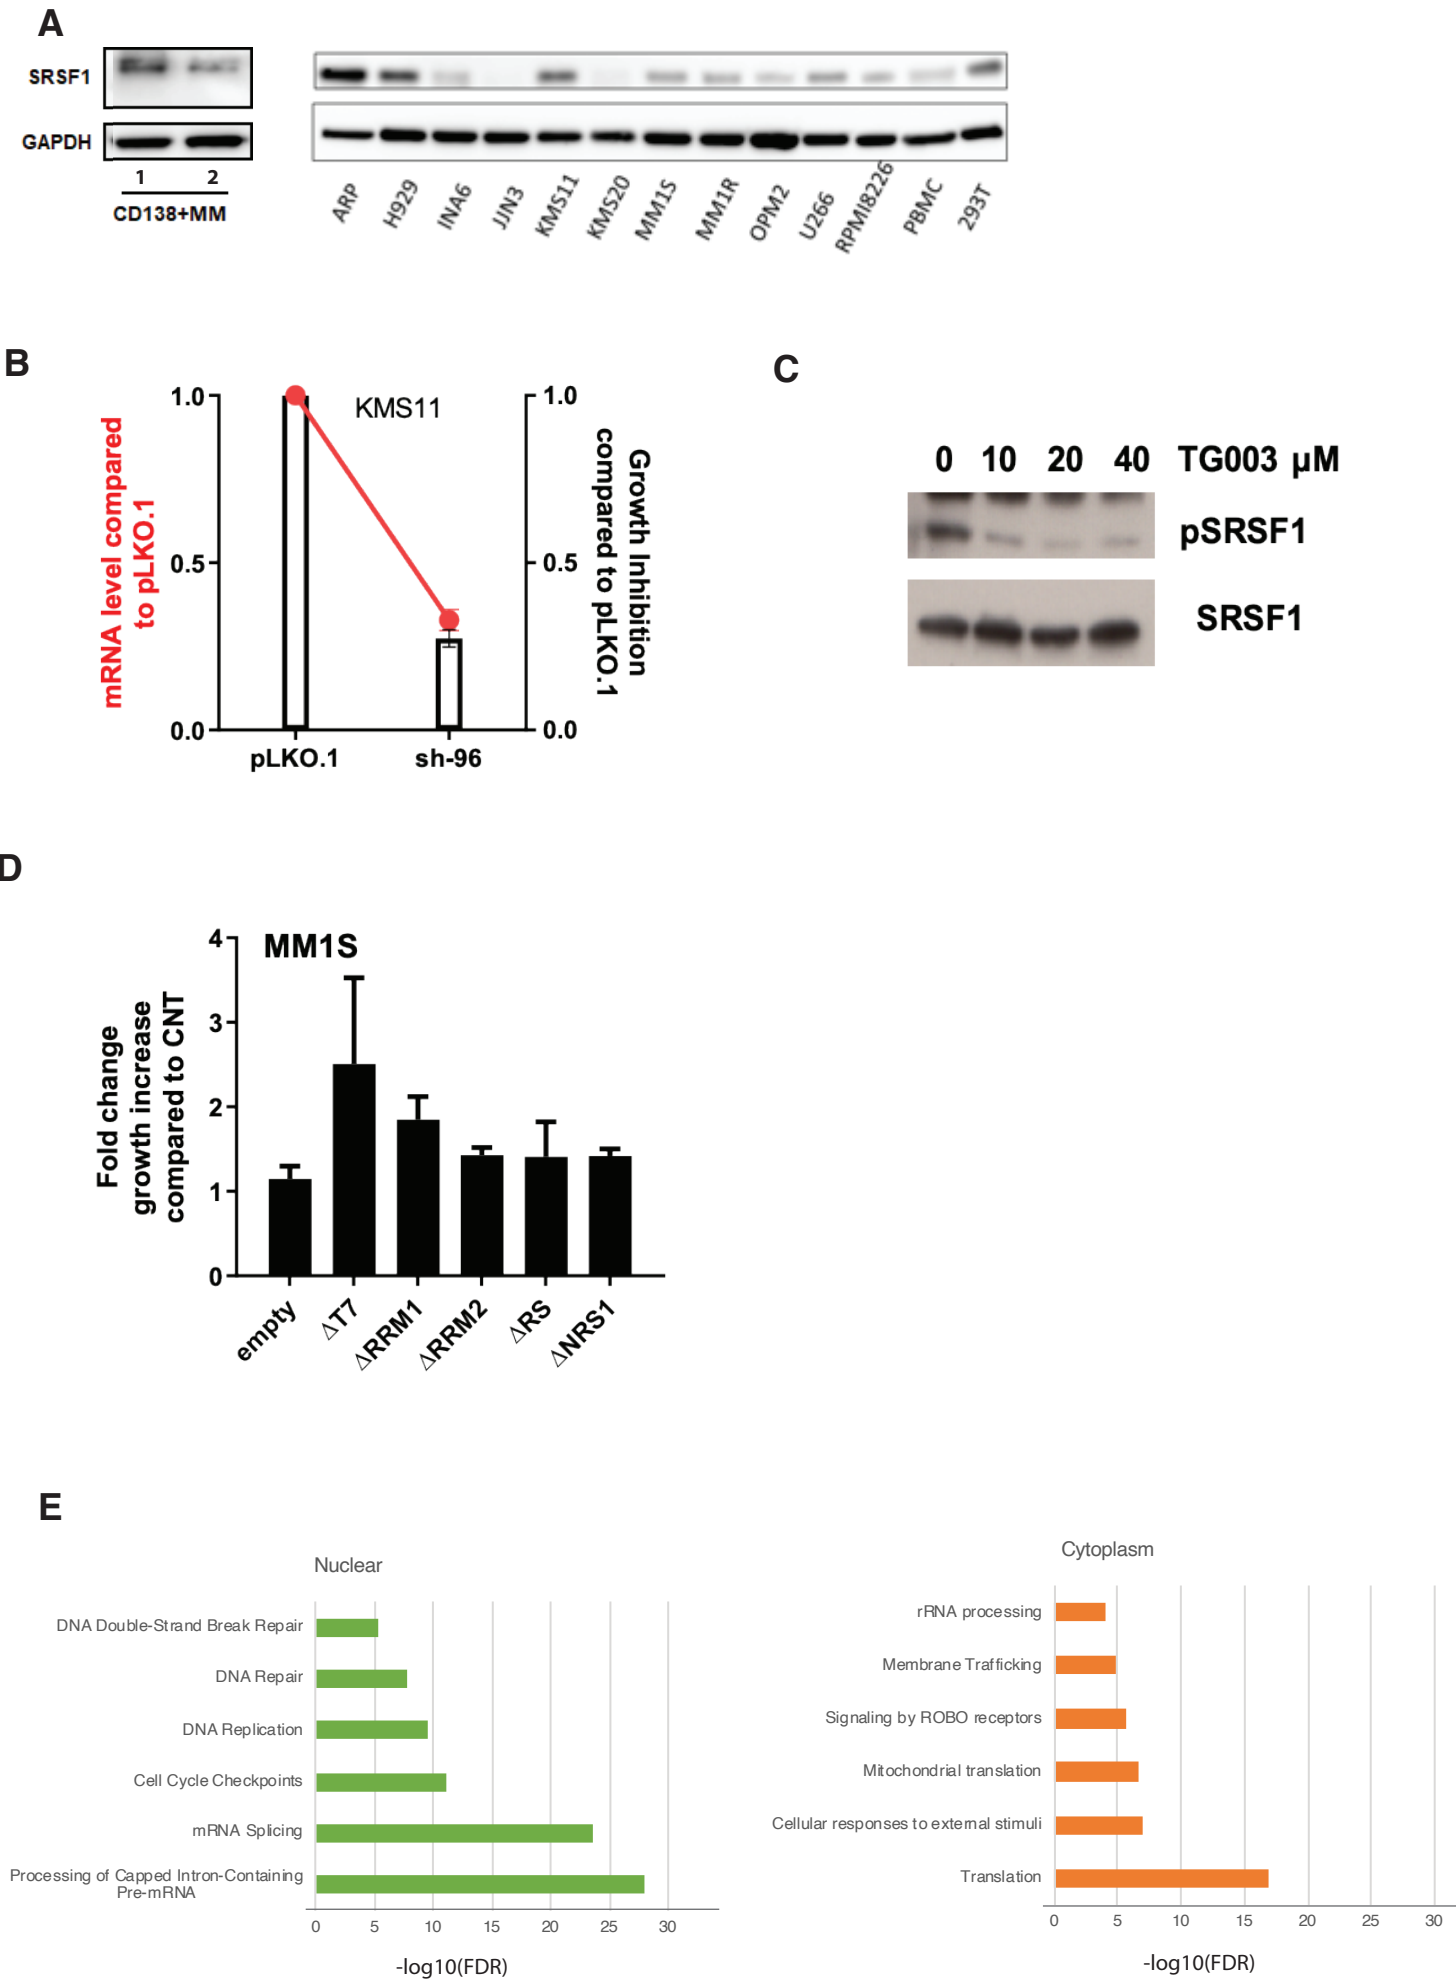 A
SRSF1
GAPDH
1 2
CD138+MM
ARP H929 INA6 JJN3 KMS11 KMS20 MM1S MM1R OPM2 U266 RPMI8226 PBMC 293T
B
KMS11
mRNA level compared
to pLKO.1
1.0
0.5
0.0
1.0
0.5
0.0
Growth Inhibition
compared to pLKO.1
pLKO.1 sh-96
C
0 10 20 40 TG003 µM
pSRSF1
SRSF1
D
MM1S
Fold change
growth increase
compared to CNT
4
3
2
1
0
empty ΔT7 ΔRRM1 ΔRRM2 ΔRS ΔNRS1
E
Nuclear
DNA Double-Strand Break Repair
DNA Repair
DNA Replication
Cell Cycle Checkpoints
mRNA Splicing
Processing of Capped Intron-Containing
Pre-mRNA
0 5 10 15 20 25 30
-log10(FDR)
Cytoplasm
rRNA processing
Membrane Trafficking
Signaling by ROBO receptors
Mitochondrial translation
Cellular responses to external stimuli
Translation
0 5 10 15 20 25 30
-log10(FDR)